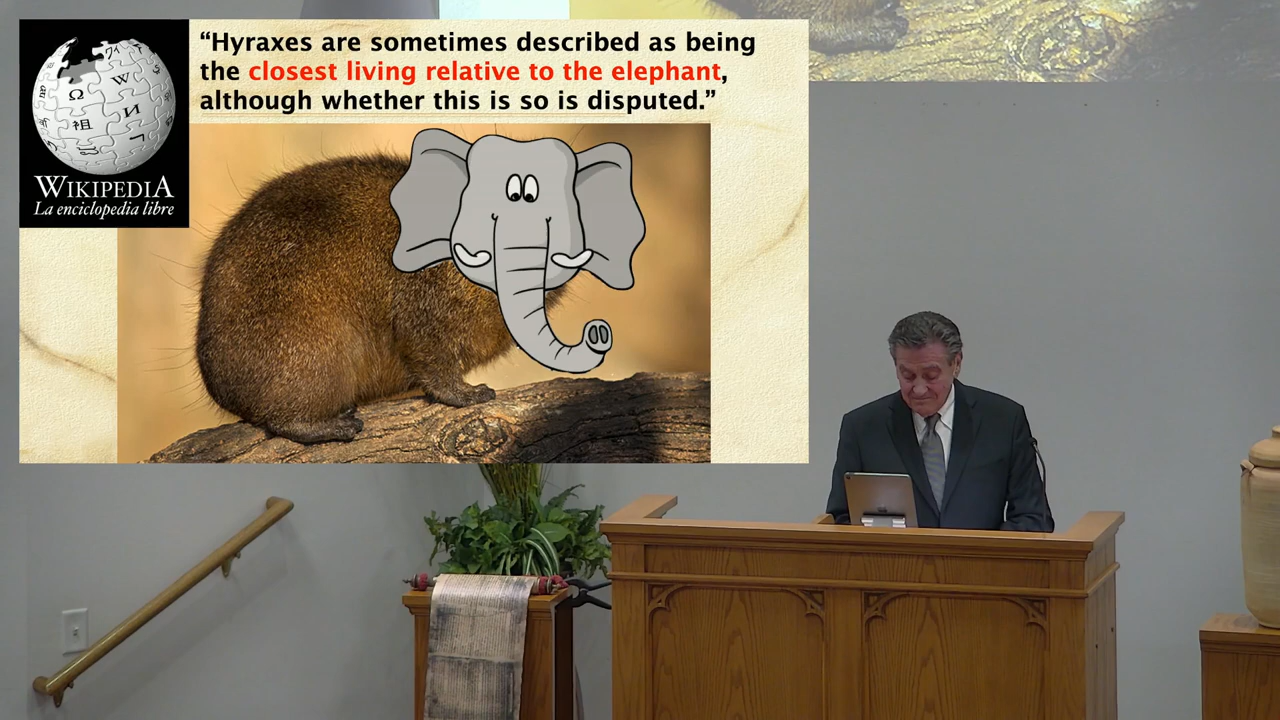 “Hyraxes are sometimes described as being
the closest living relative to the elephant,
although whether this is so is disputed.”
Ω
W
И
祖
WIKIPEDIA
La enciclopedia libre